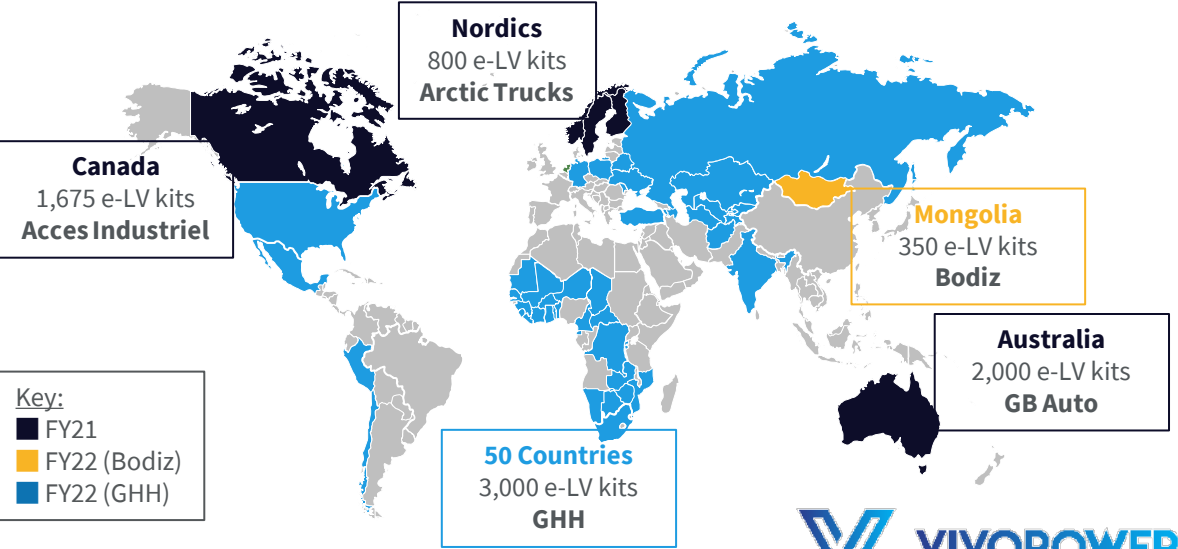 Nordics
800 e-LV kits
Arctic Trucks
Canada
1,675 e-LV kits
Acces Industriel
Mongolia
350 e-LV kits
Bodiz
Australia
2,000 e-LV kits
GB Auto
50 Countries
3,000 e-LV kits
GHH
Key:
FY21
FY22 (Bodiz)
FY22 (GHH)
VIVOPOWER